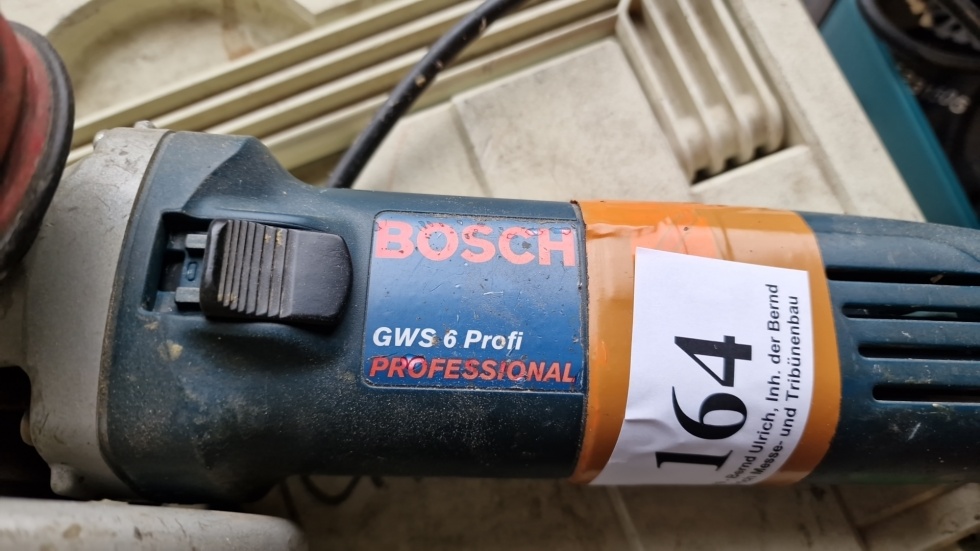 BOSCH
GWS 6 Profi
PROFESSIONAL
164
Bernd Ulrich, Inh. der Bernd
Messe- und Tribünenbau